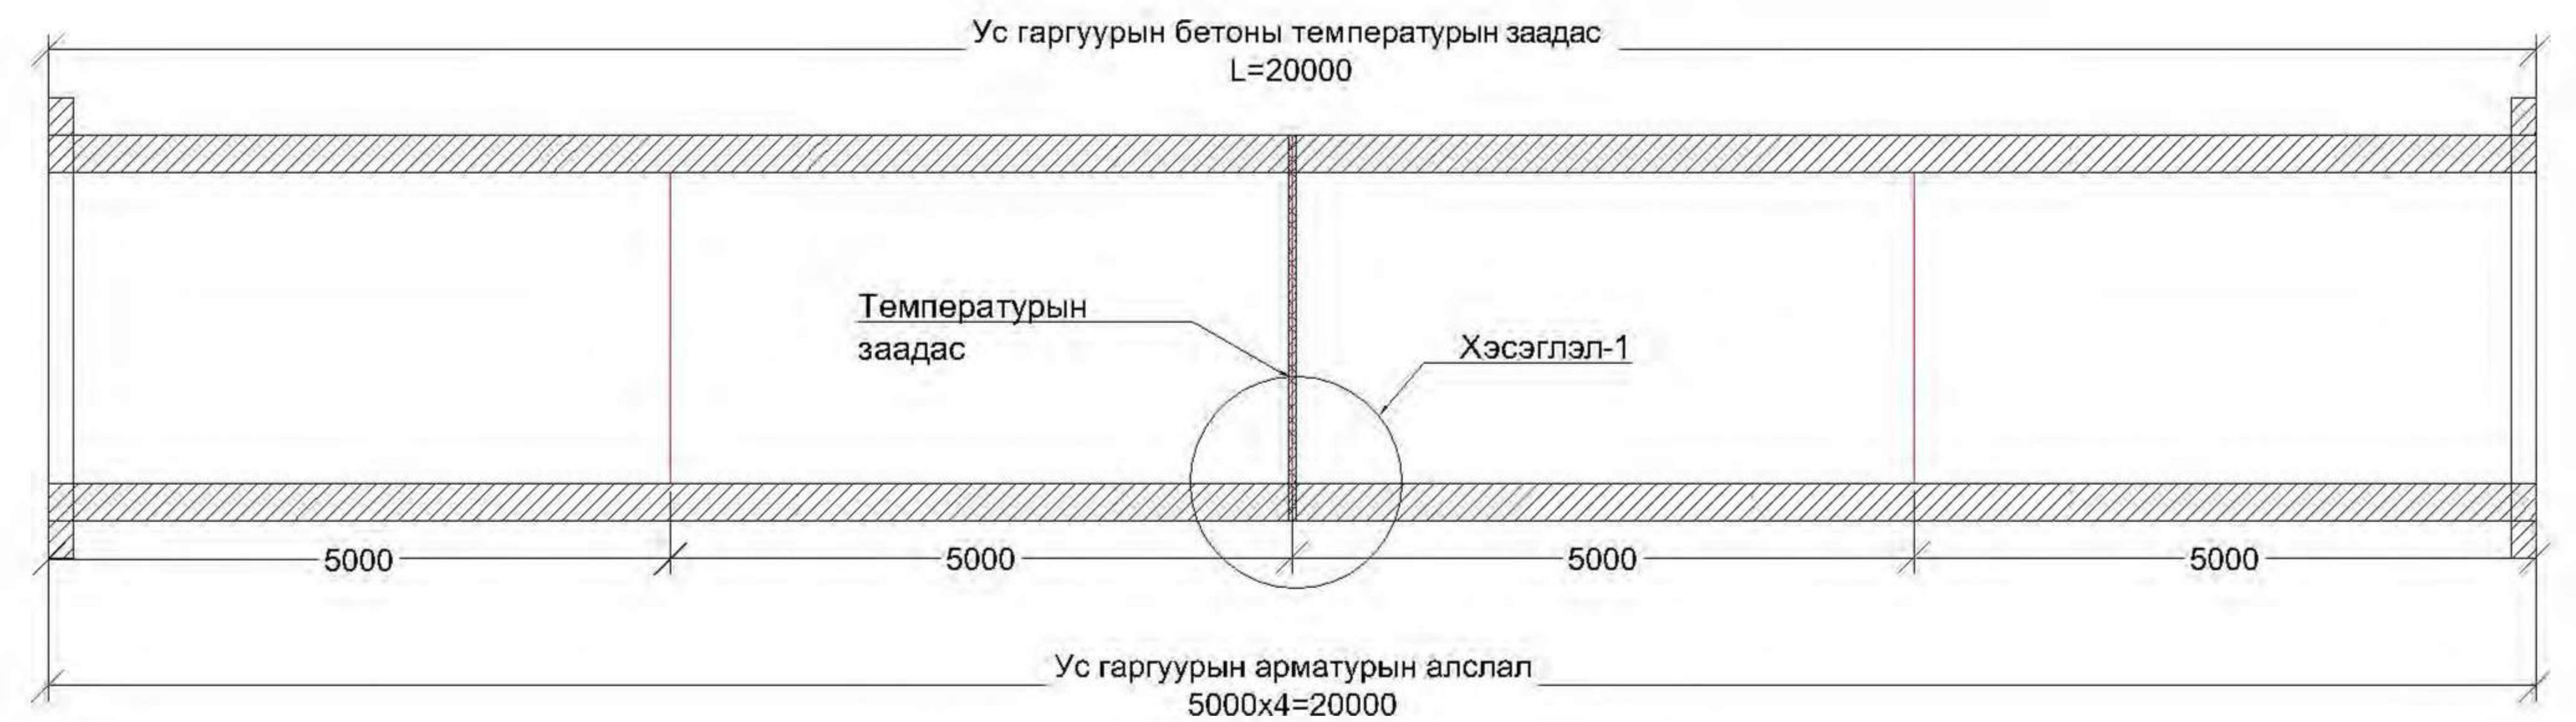 Ус гаргуурын бетоны температурын заадас
L=20000
Температурын
заадас
Хэсэглэл-1
5000
5000
5000
5000
Ус гаргуурын арматурын алслал
5000x4=20000